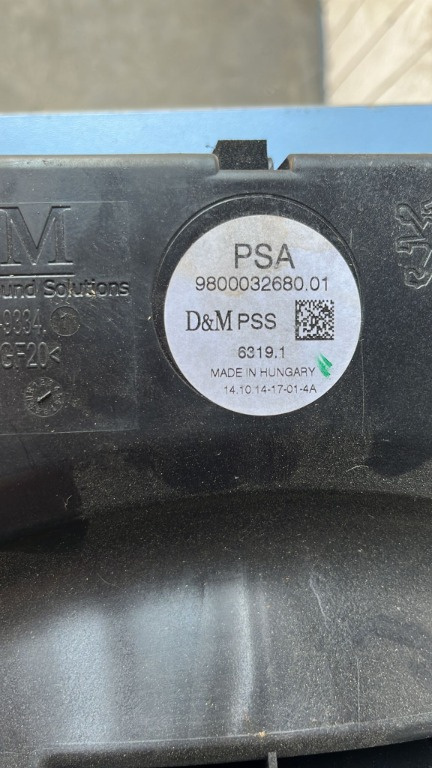 M
und Solutions
GF20<
PSA
9800032680.01
D&M PSS
6319.1
MADE IN HUNGARY
14.10.14-17-01-4A